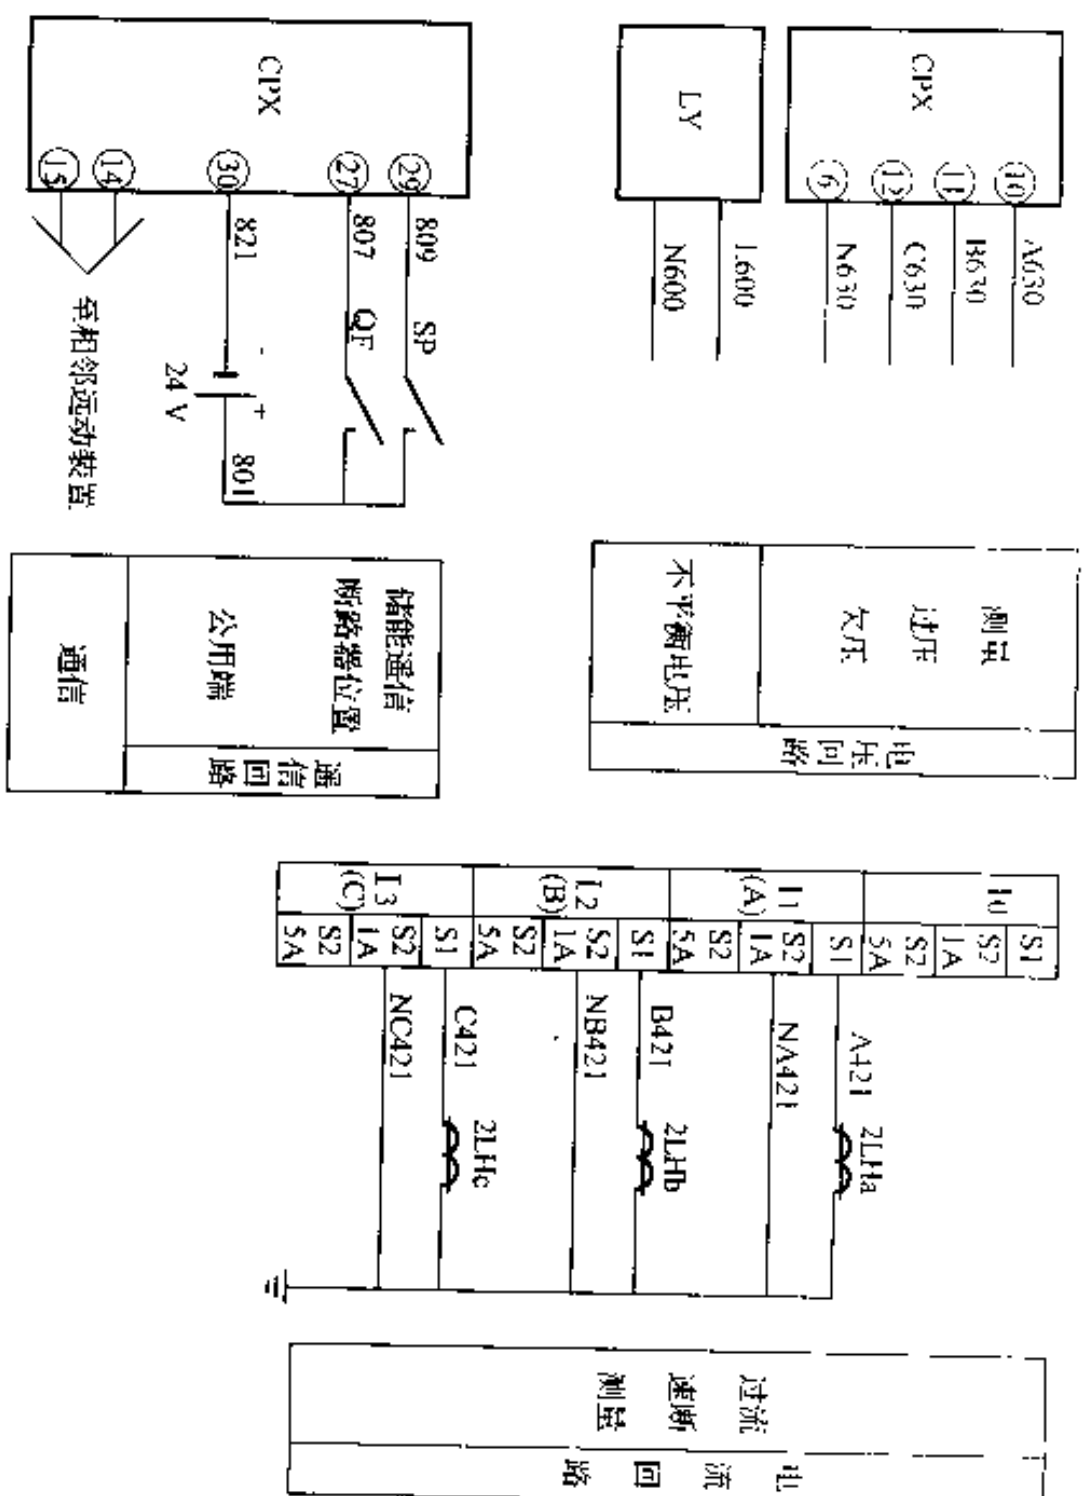 CPX
10
A630
11
B630
12
C630
6
N630
LY
L600
N600
测量
过压
欠压
不平衡电压
电压回路
CPX
29
809
SP
27
807
QF
30
821
-
24 V
+
801
14
15
至相邻远动装置
储能遥信
断路器位置
公用端
遥信回路
通信
I0
S1
S2
1A
S2
5A
I1
(A)
S1
S2
1A
S2
5A
I2
(B)
S1
S2
1A
S2
5A
I3
(C)
S1
S2
1A
S2
5A
A421
2LHa
NA421
B421
2LHb
NB421
C421
2LHc
NC421
过流
速断
测量
电流回路